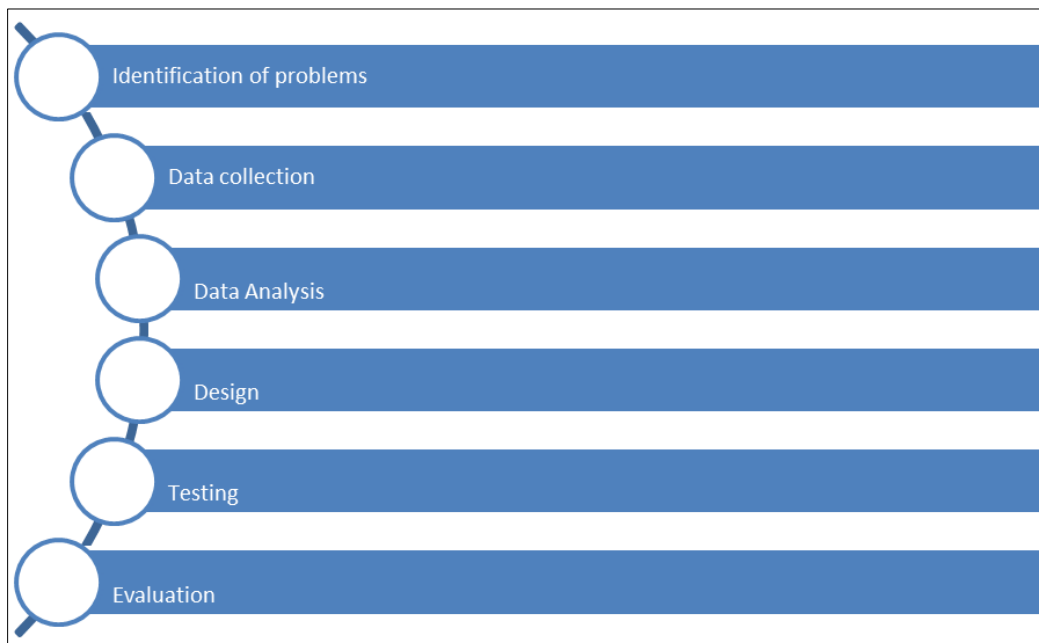 Identification of problems
Data collection
Data Analysis
Design
Testing
Evaluation